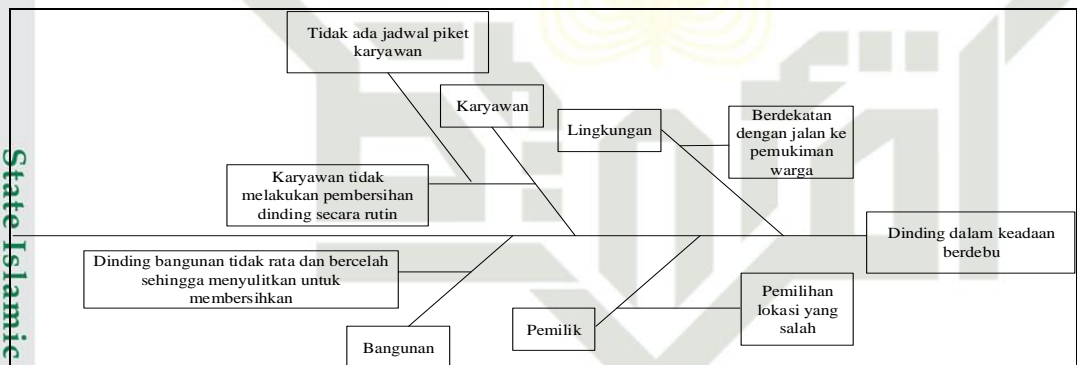 Tidak ada jadwal piket
karyawan
Karyawan
Lingkungan
Berdekatan
dengan jalan ke
pemukiman
warga
Karyawan tidak
melakukan pembersihan
dinding secara rutin
Dinding dalam keadaan
berdebu
Dinding bangunan tidak rata dan bercelah
sehingga menyulitkan untuk
membersihkan
Pemilihan
lokasi yang
salah
Pemilik
Bangunan
State Islamic